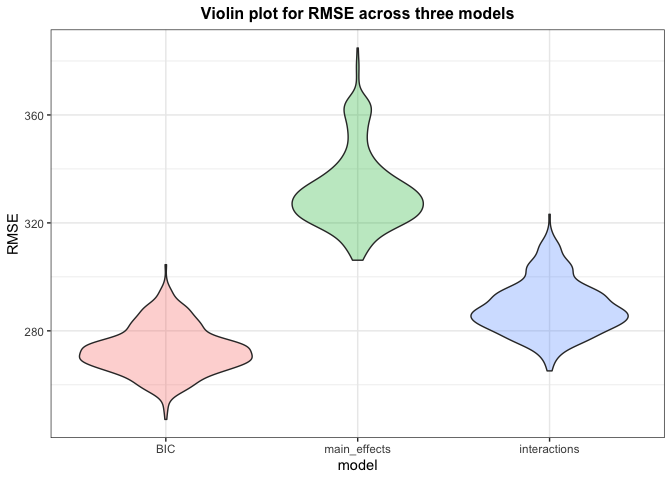 Violin plot for RMSE across three models
RMSE
360
320
280
BIC main_effects interactions
model